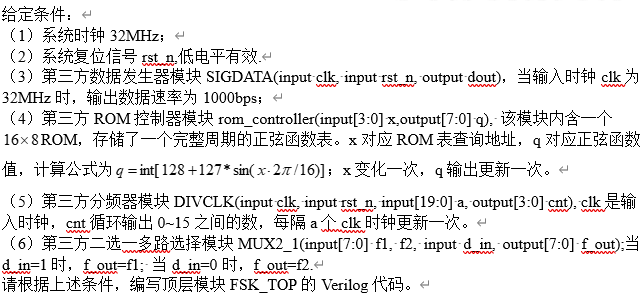 给定条件：
（1）系统时钟 32MHz；
（2）系统复位信号 rst_n,低电平有效.
（3）第三方数据发生器模块 SIGDATA(input clk, input rst_n, output dout)，当输入时钟 clk 为
32MHz 时，输出数据速率为 1000bps；
（4）第三方 ROM 控制器模块 rom_controller(input[3:0] x,output[7:0] q), 该模块内含一个
16×8 ROM，存储了一个完整周期的正弦函数表。x 对应 ROM 表查询地址，q 对应正弦函数
值，计算公式为 q = int[128+127*sin(x·2π/16)]；x 变化一次，q 输出更新一次。
（5）第三方分频器模块 DIVCLK(input clk, input rst_n, input[19:0] a, output[3:0] cnt), clk 是输
入时钟，cnt 循环输出 0~15 之间的数，每隔 a 个 clk 时钟更新一次。
（6）第三方二选一多路选择模块 MUX2_1(input[7:0] f1, f2, input d_in, output[7:0] f_out);当
d_in=1 时，f_out=f1; 当 d_in=0 时，f_out=f2.
请根据上述条件，编写顶层模块 FSK_TOP 的 Verilog 代码。